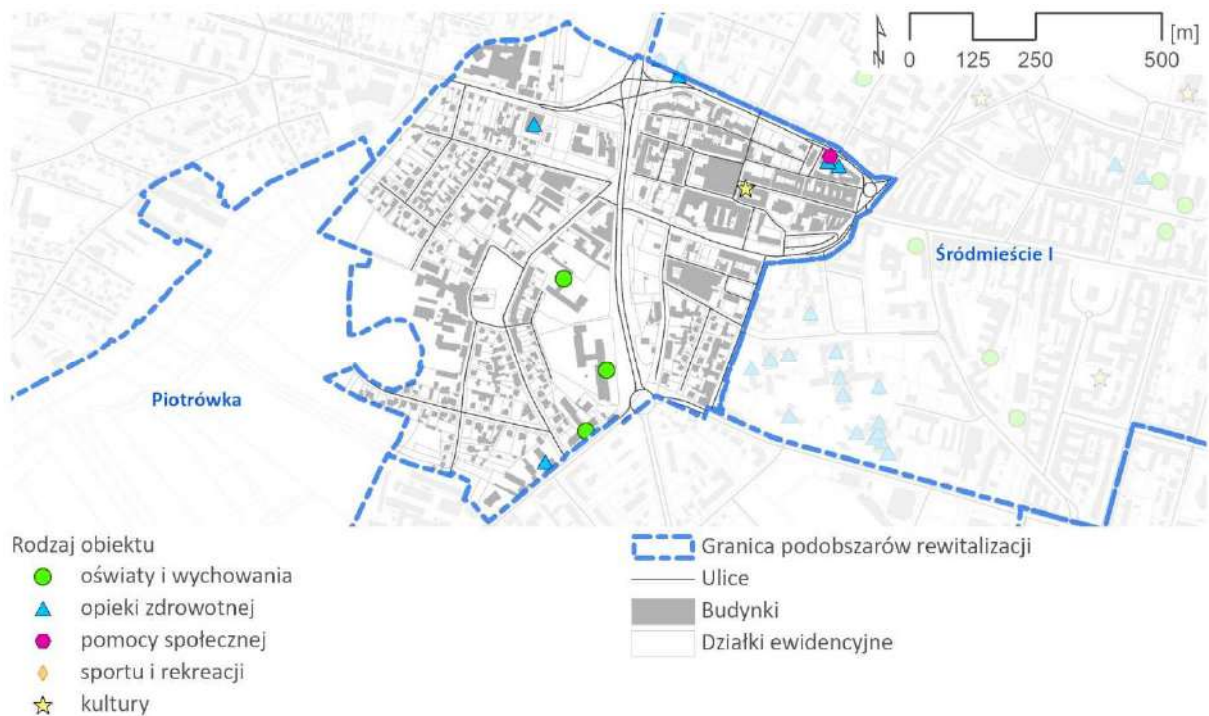 [m]
N 0 125 250 500
Śródmieście I
Piotrówka
Rodzaj obiektu
oświaty i wychowania
opieki zdrowotnej
pomocy społecznej
sportu i rekreacji
kultury
Granica podobszarów rewitalizacji
Ulice
Budynki
Działki ewidencyjne